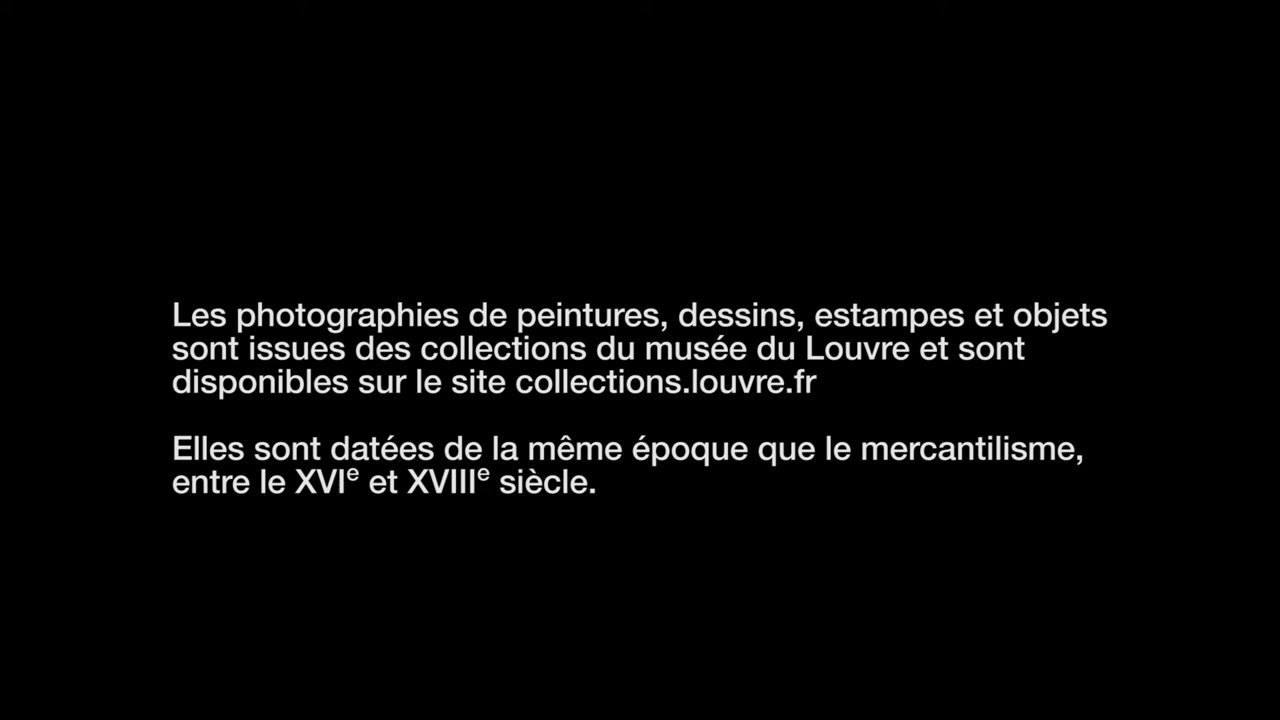 Les photographies de peintures, dessins, estampes et objets
sont issues des collections du musée du Louvre et sont
disponibles sur le site collections.louvre.fr
Elles sont datées de la même époque que le mercantilisme,
entre le XVIᵉ et XVIIIᵉ siècle.